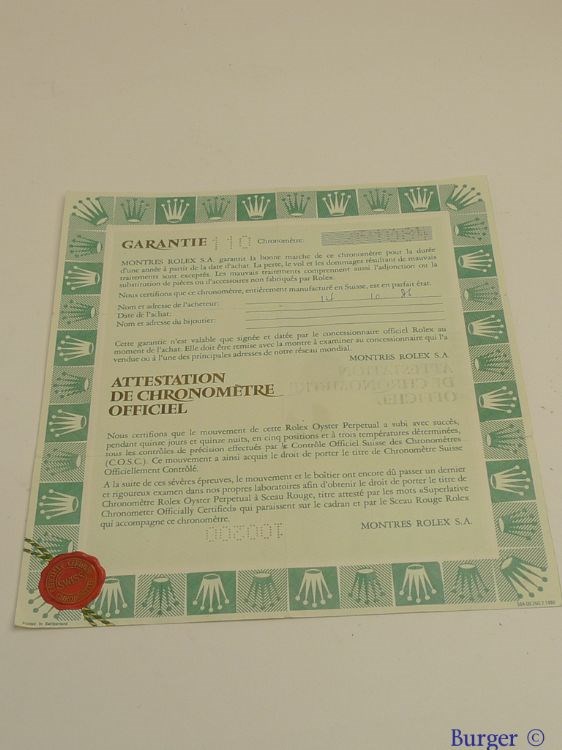 GARANTIE 110 Chronomètre:
MONTRES ROLEX S.A. garantit la bonne marche de ce chronomètre pour la durée
d'une année à partir de la date d'achat. La perte, le vol et les dommages résultant de mauvais
traitements sont exceptés. Les mauvais traitements comprennent aussi l'adjonction ou la
substitution de pièces ou d'accessoires non fabriqués par Rolex.
Nous certifions que ce chronomètre, entièrement manufacturé en Suisse, est en parfait état.
Nom et adresse de l'acheteur:
Date de l'achat: 10 86
Nom et adresse du bijoutier:
Cette garantie n'est valable que signée et datée par le concessionnaire officiel Rolex au
moment de l'achat. Elle doit être remise avec la montre à examiner au concessionnaire qui l'a
vendue ou à l'une des principales adresses de notre réseau mondial.
MONTRES ROLEX S.A.
ATTESTATION
DE CHRONOMÈTRE
OFFICIEL
Nous certifions que le mouvement de cette Rolex Oyster Perpetual a subi avec succès,
pendant quinze jours et quinze nuits, en cinq positions et à trois températures déterminées,
tous les contrôles de précision effectués par le Contrôle Officiel Suisse des Chronomètres
(C.O.S.C.). Ce mouvement a ainsi acquis le droit de porter le titre de Chronomètre Suisse
Officiellement Contrôlé.
A la suite de ces sévères épreuves, le mouvement et le boîtier ont encore dû passer un dernier
et rigoureux examen dans nos propres laboratoires afin d'obtenir le droit de porter le titre de
Chronomètre Rolex Oyster Perpetual à Sceau Rouge, titre attesté par les mots «Superlative
Chronometer Officially Certified» qui paraissent sur le cadran et par le Sceau Rouge Rolex
qui accompagne ce chronomètre.
MONTRES ROLEX S.A.
SWISS
Printed in Switzerland
Burger ©